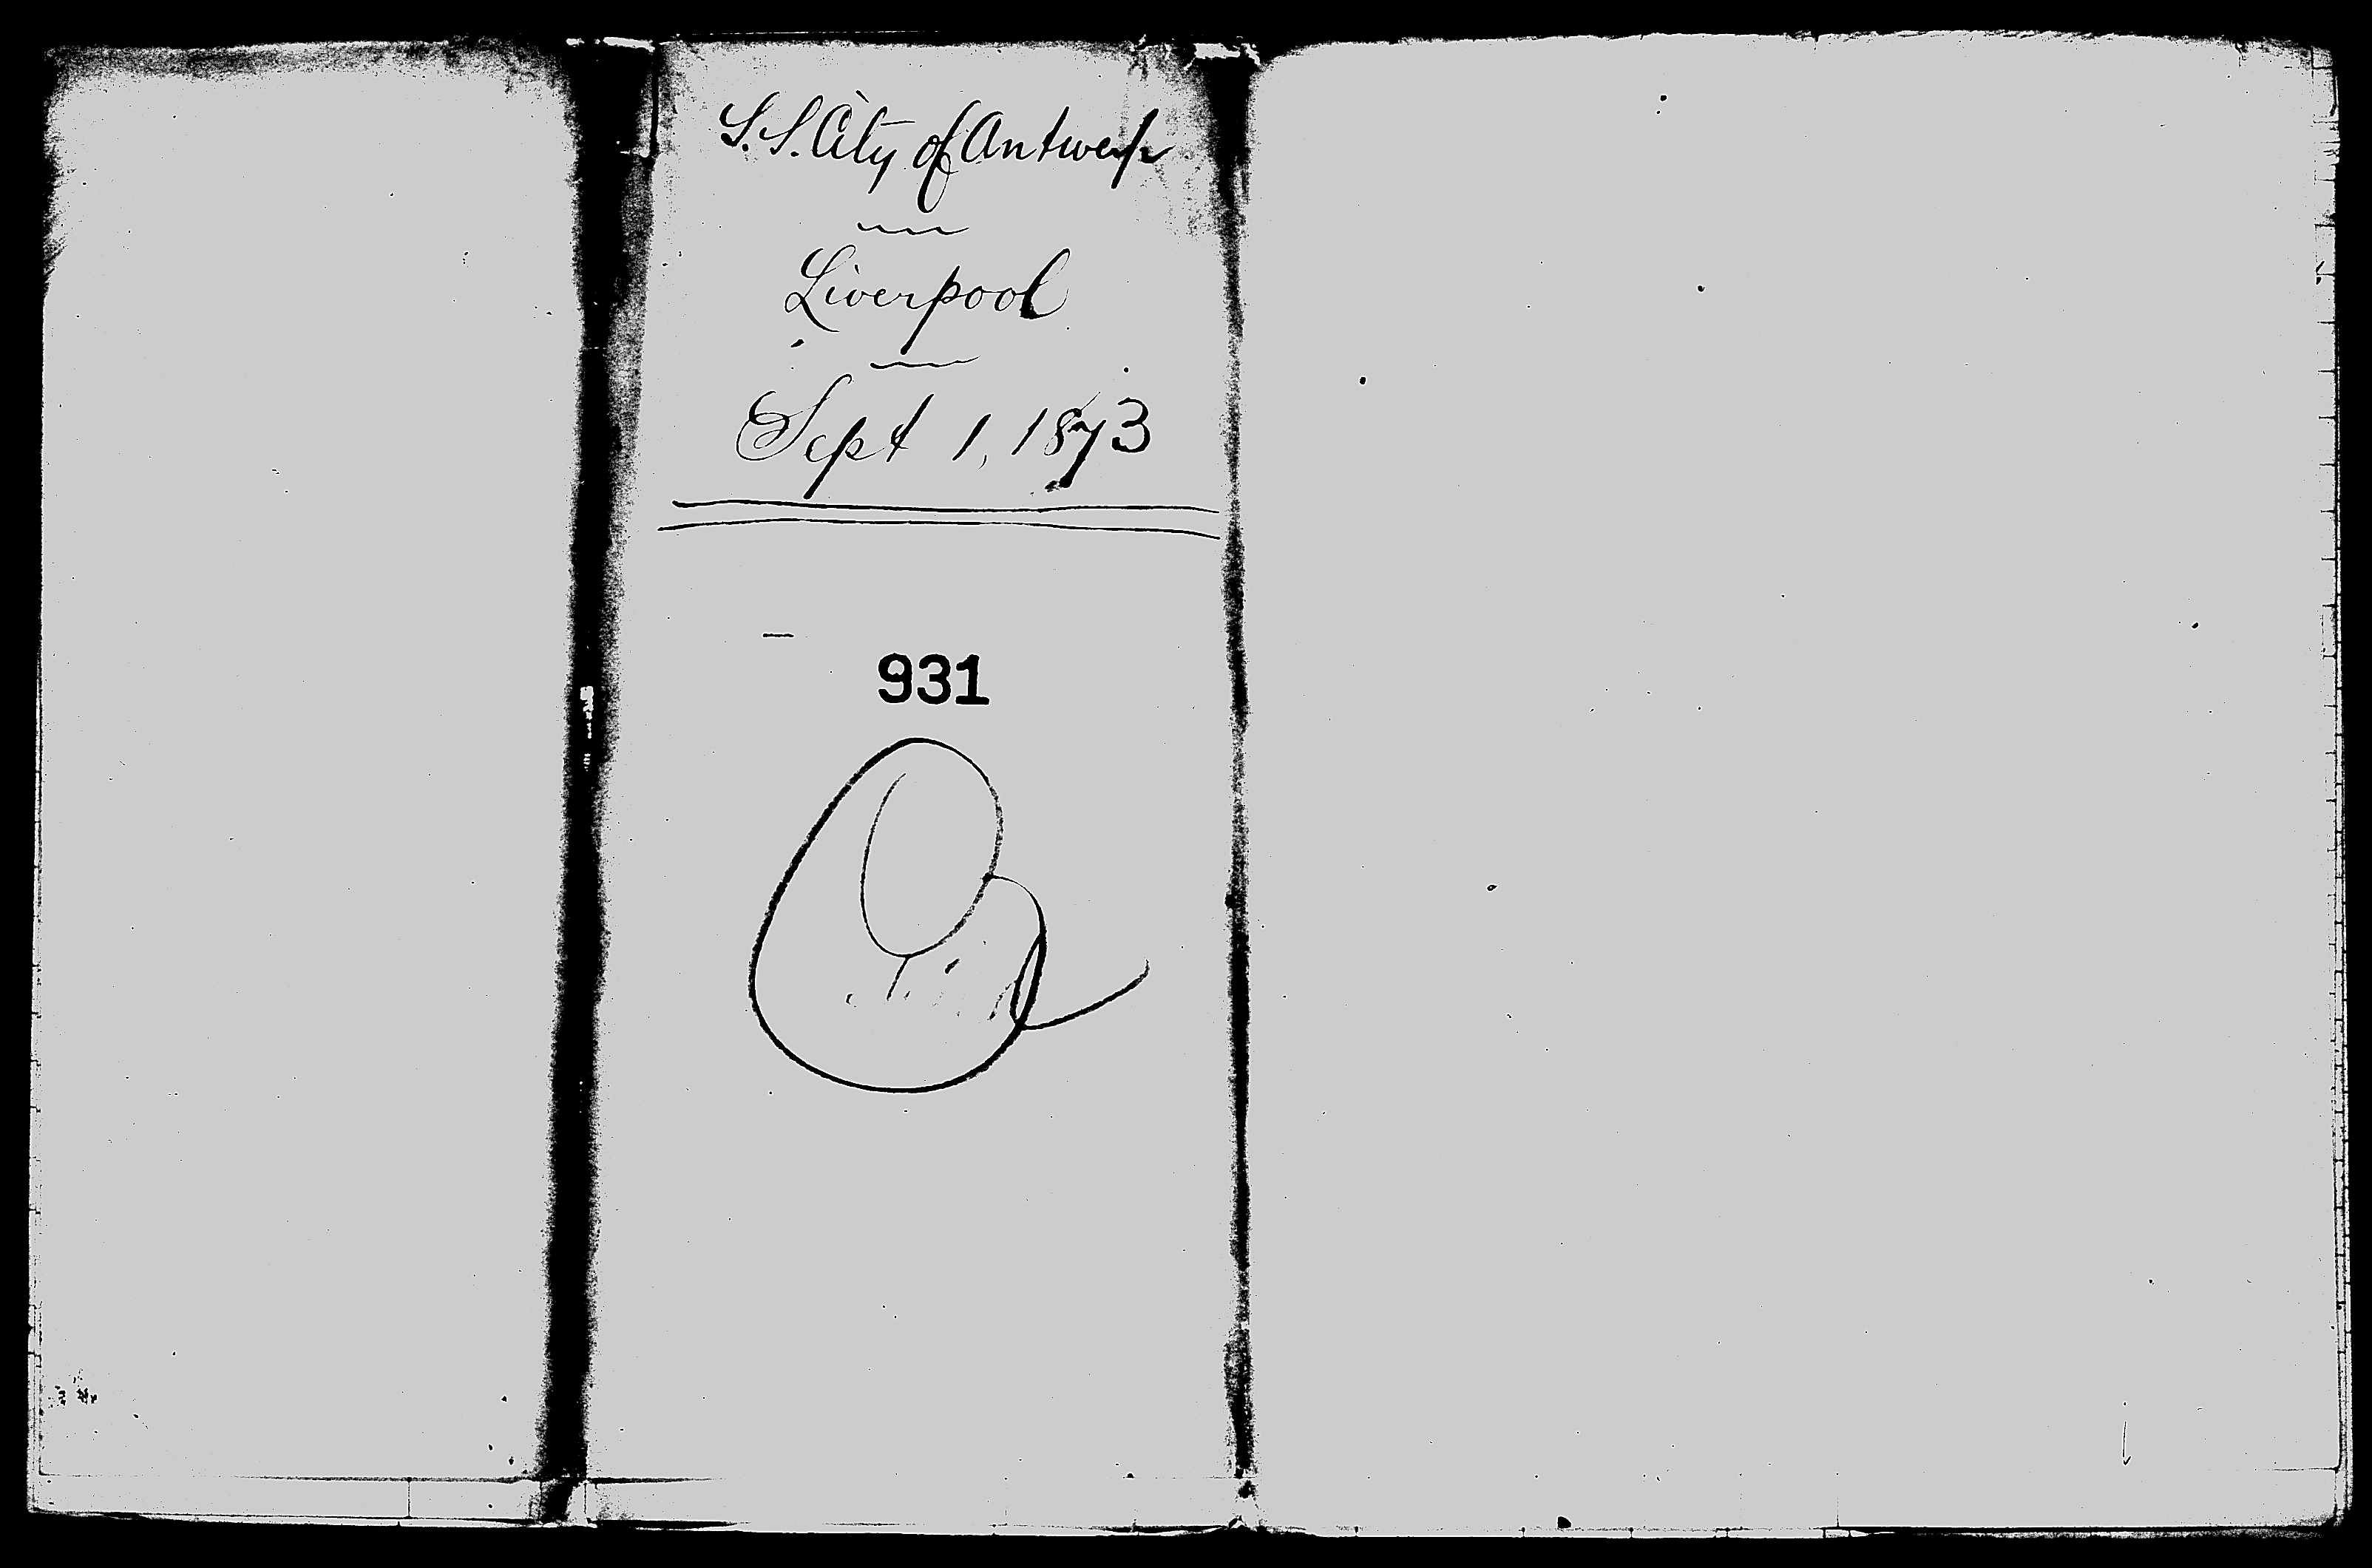 S.S. City of Antwerp
Liverpool
Sept 1, 1873
931